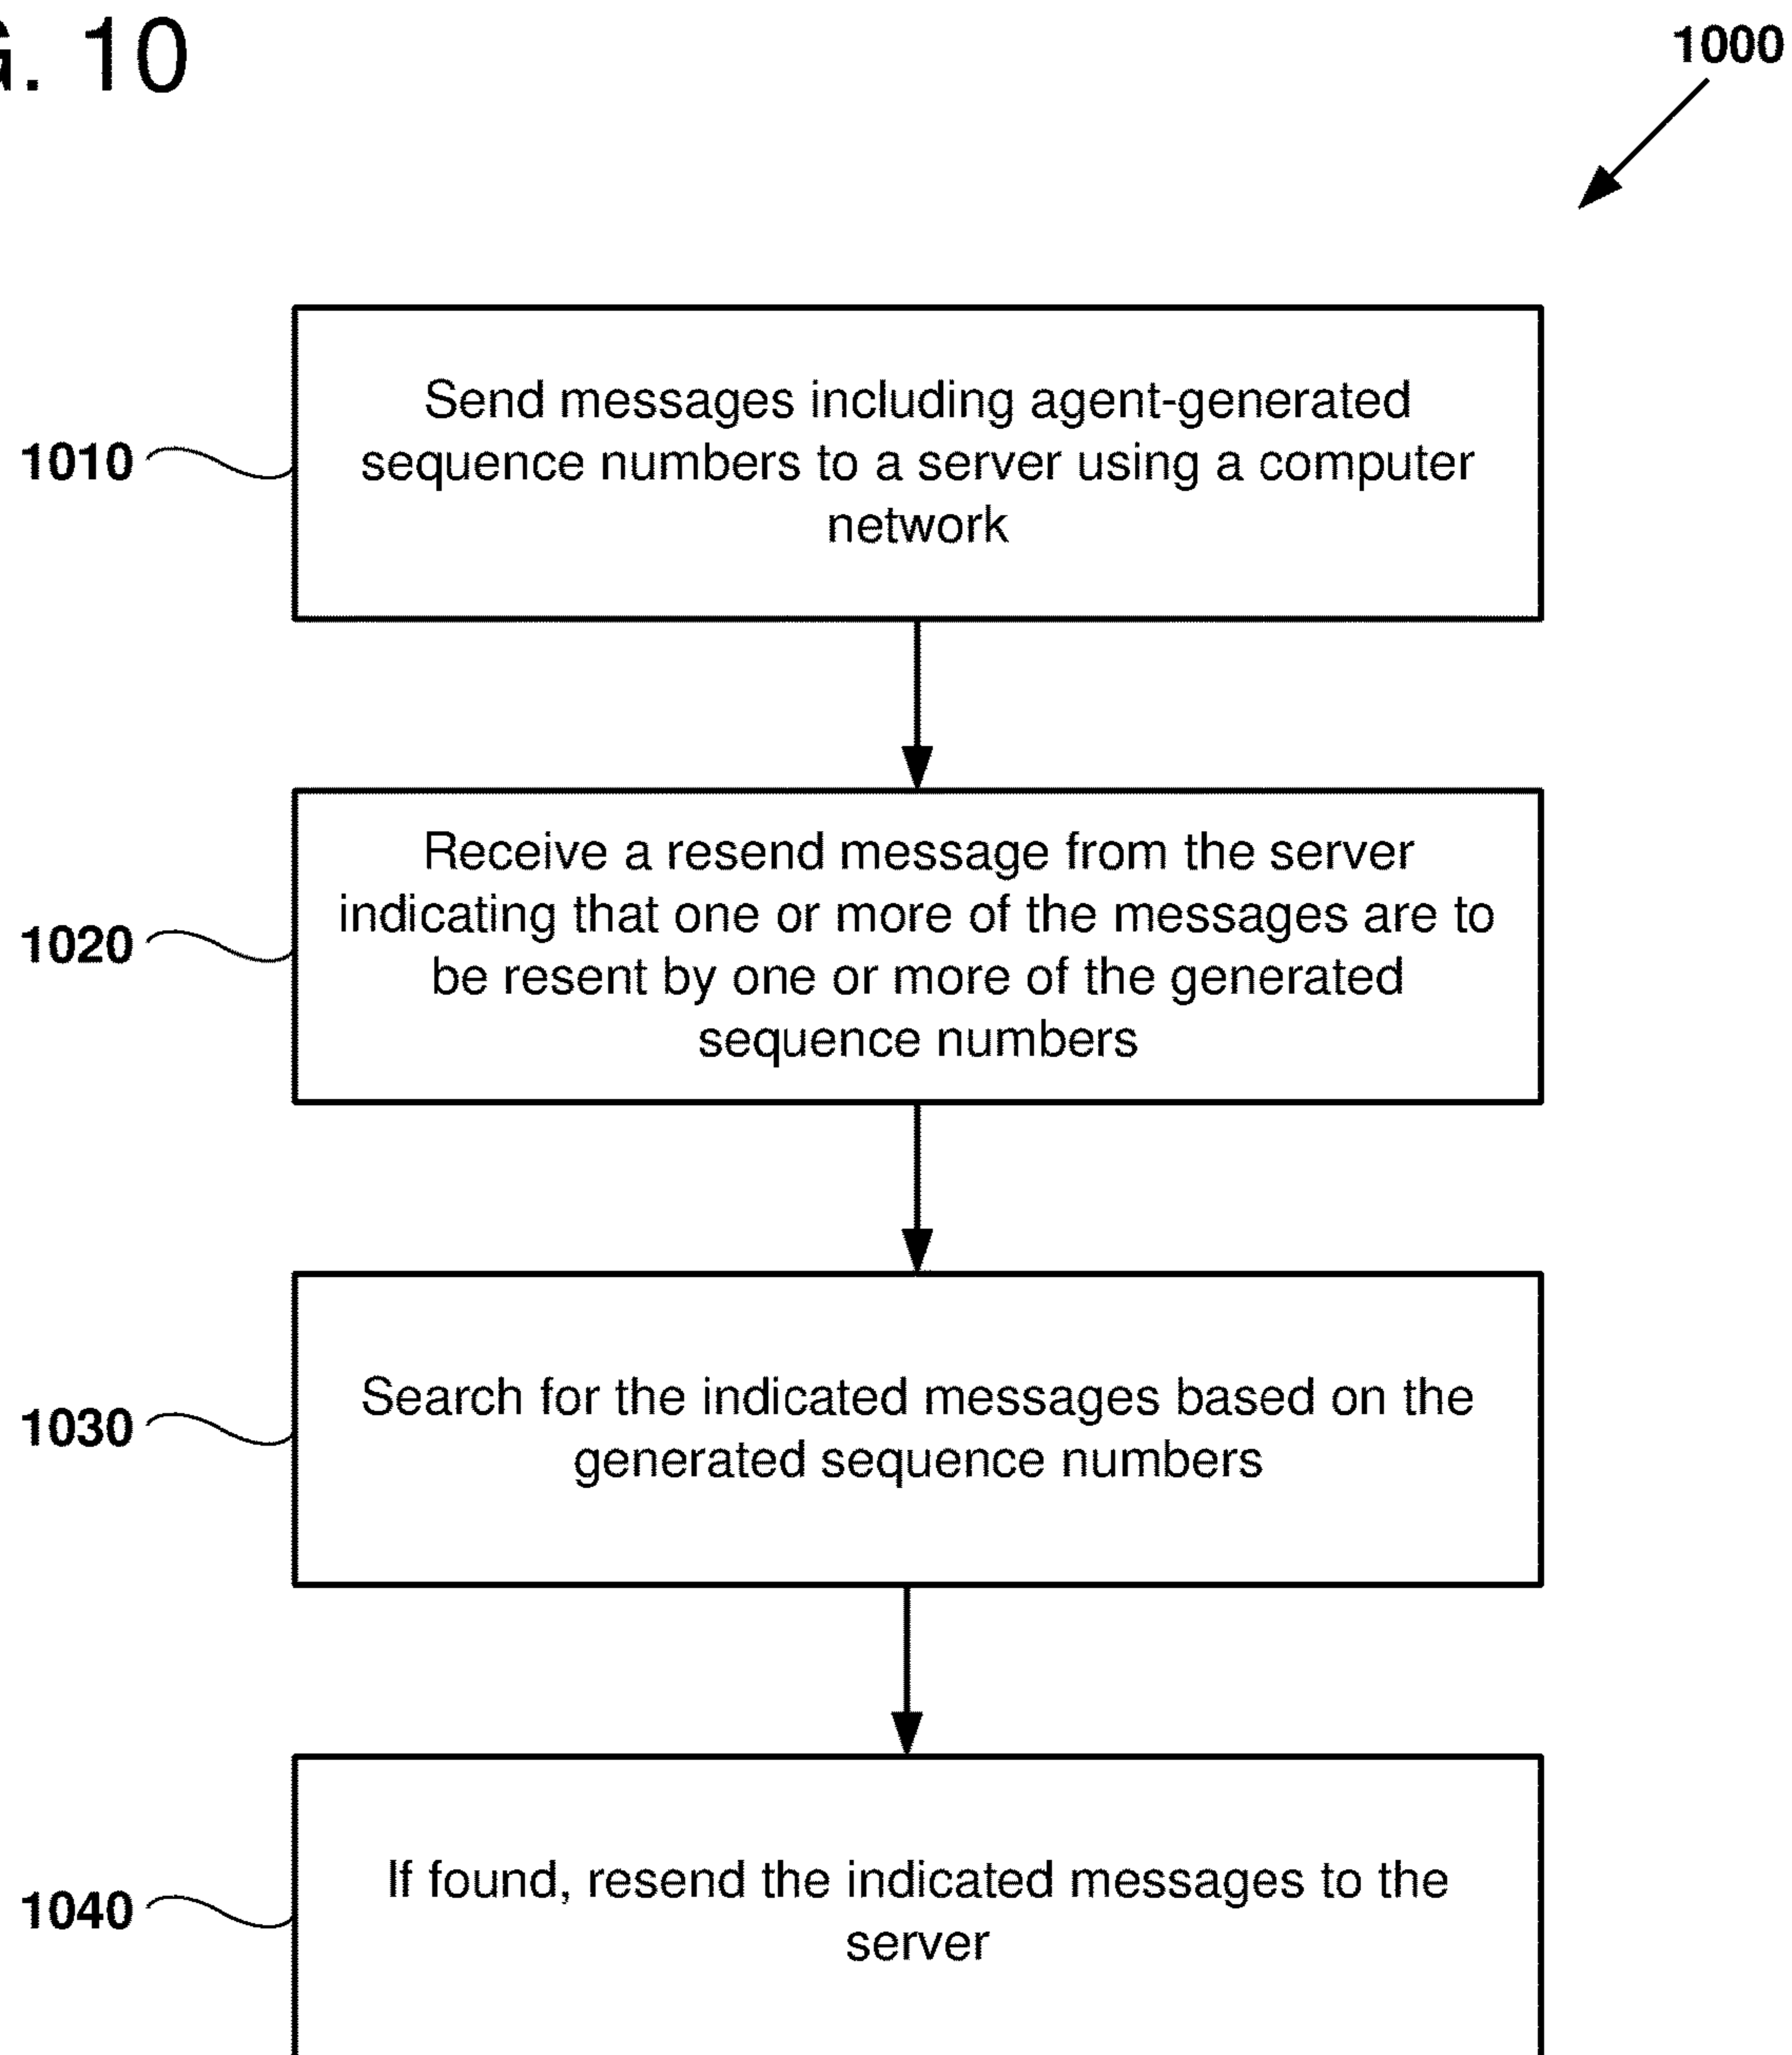 G. 10
1000
Send messages including agent-generated
sequence numbers to a server using a computer
network
1010
Receive a resend message from the server
indicating that one or more of the messages are to
be resent by one or more of the generated
sequence numbers
1020
Search for the indicated messages based on the
generated sequence numbers
1030
If found, resend the indicated messages to the
server
1040